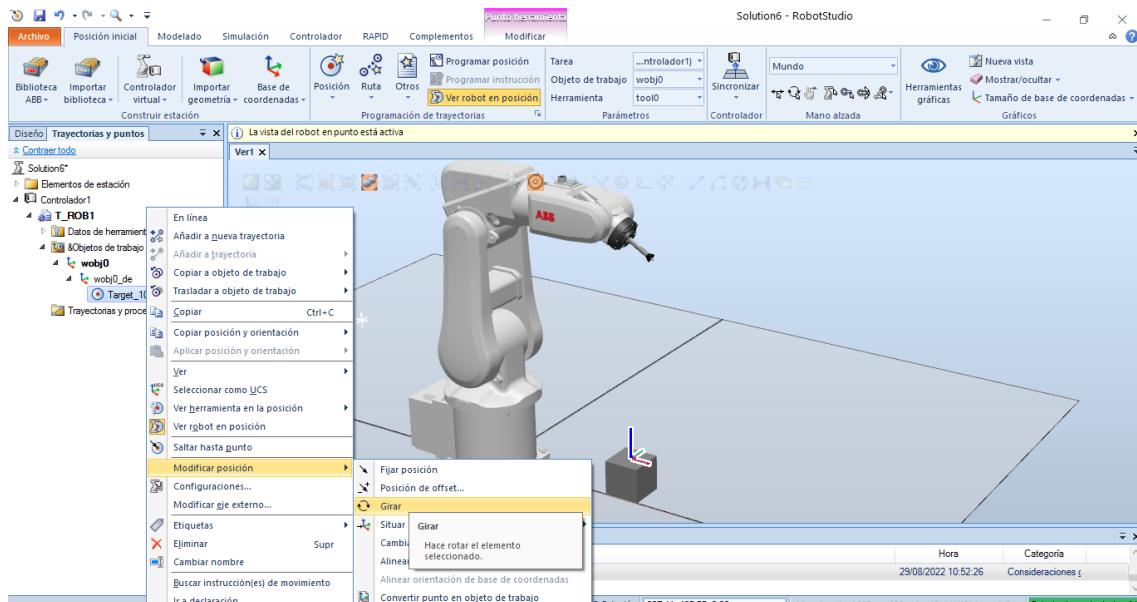 Punto herramienta
Solution6 - RobotStudio
Archivo Posición inicial Modelado Simulación Controlador RAPID Complementos Modificar
Biblioteca ABB
Importar biblioteca
Controlador virtual
Importar geometría
Base de coordenadas
Construir estación
Posición
Ruta
Otros
Programar posición
Programar instrucción
Ver robot en posición
Programación de trayectorias
Tarea ...ntrolador1)
Objeto de trabajo wobj0
Herramienta tool0
Parámetros
Sincronizar
Controlador
Mundo
Mano alzada
Herramientas gráficas
Nueva vista
Mostrar/ocultar
Tamaño de base de coordenadas
Gráficos
Diseño Trayectorias y puntos
La vista del robot en punto está activa
Contraer todo
Ver1 X
Solution6*
Elementos de estación
Controlador1
T_ROB1
Datos de herramient
&Objetos de trabajo
wobj0
wobj0_de
Target_10
Trayectorias y proce
En línea
Añadir a nueva trayectoria
Añadir a trayectoria
Copiar a objeto de trabajo
Trasladar a objeto de trabajo
Copiar Ctrl+C
Copiar posición y orientación
Aplicar posición y orientación
Ver
Seleccionar como UCS
Ver herramienta en la posición
Ver robot en posición
Saltar hasta punto
Modificar posición
Configuraciones...
Modificar eje externo...
Etiquetas
Eliminar Supr
Cambiar nombre
Buscar instrucción(es) de movimiento
Ir a declaración
Fijar posición
Posición de offset...
Girar
Situar
Cambia
Alinear
Alinear orientación de base de coordenadas
Convertir punto en objeto de trabajo
Girar
Hace rotar el elemento
seleccionado.
ABB
Hora Categoría
29/08/2022 10:52:26 Consideraciones g